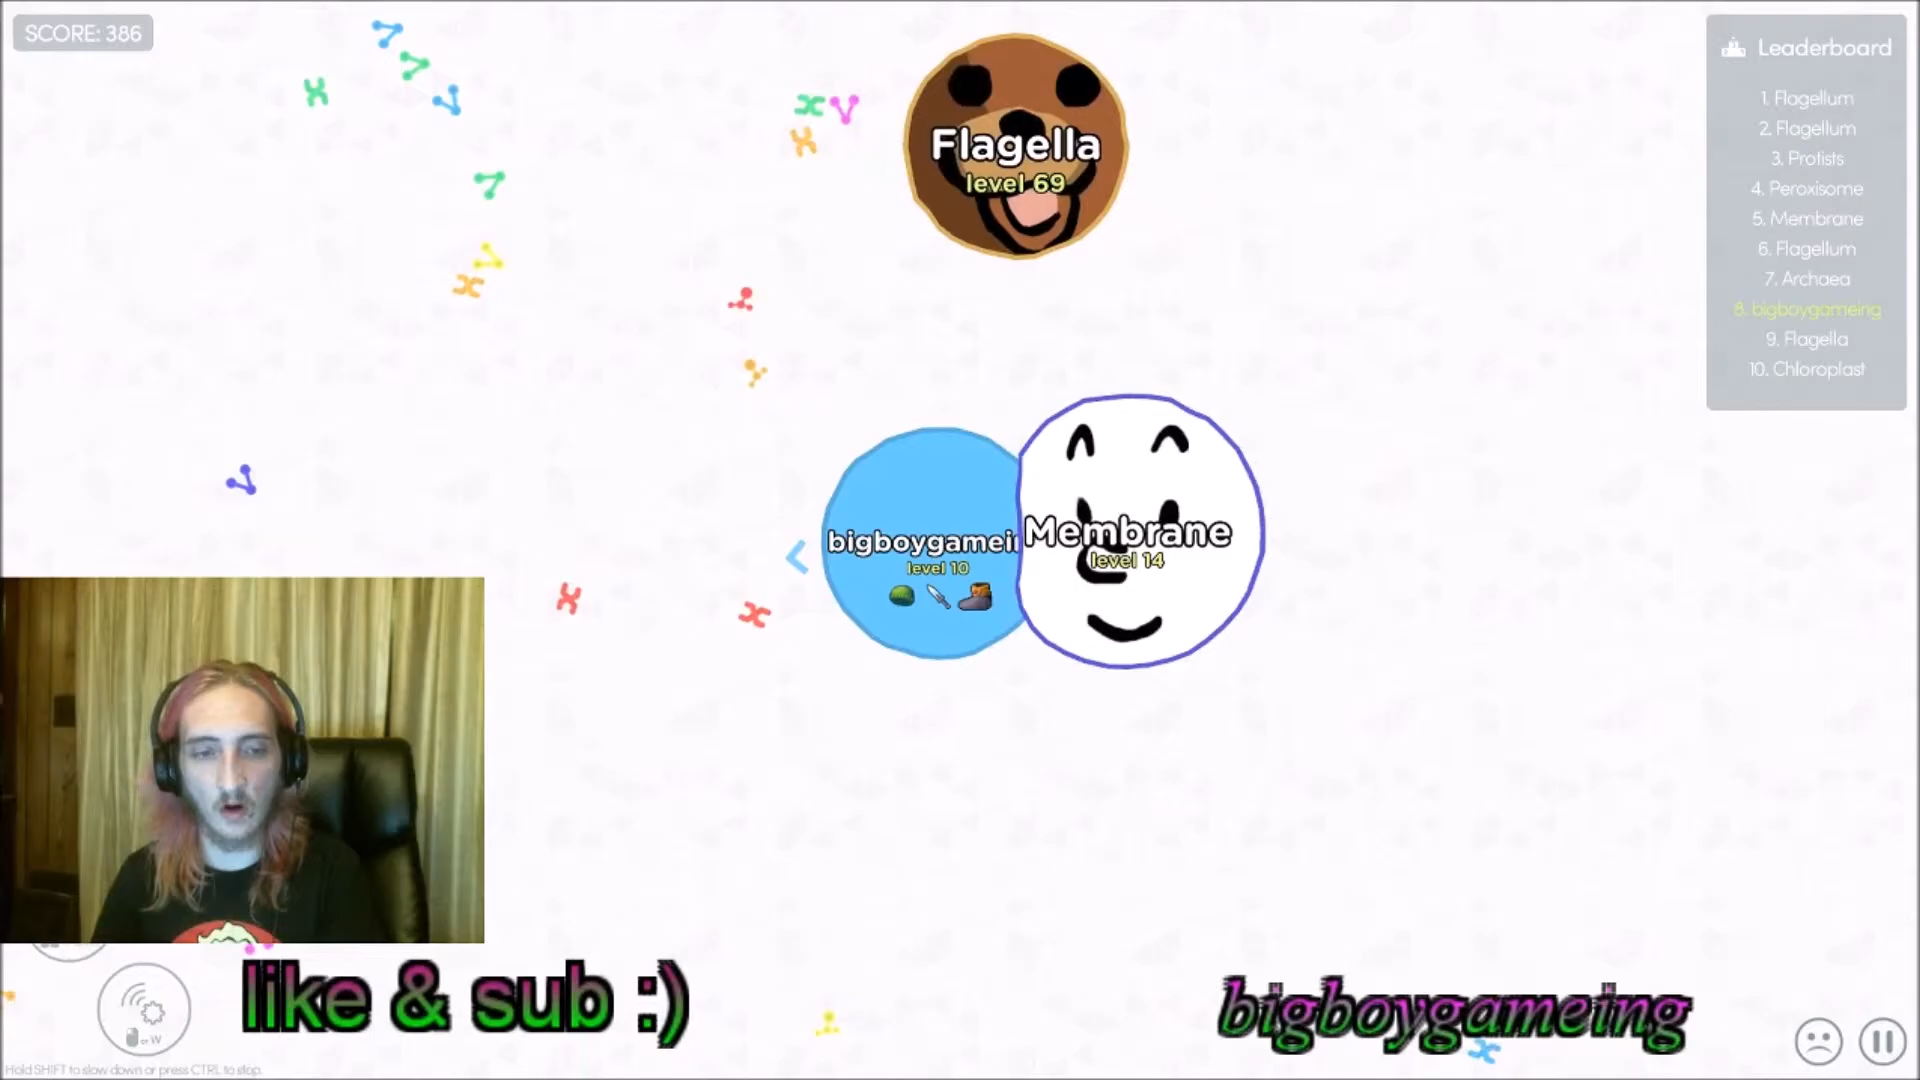 SCORE: 386
Leaderboard
1. Flagellum
2. Flagellum
3. Protists
4. Peroxisome
5. Membrane
6. Flagellum
7. Archaea
8. bigboygameing
9. Flagella
10. Chloroplast
Flagella
level 69
bigboygamei
level 10
Membrane
level 14
or W
Hold SHIFT to slow down or press CTRL to stop.
like & sub :)
bigboygameing